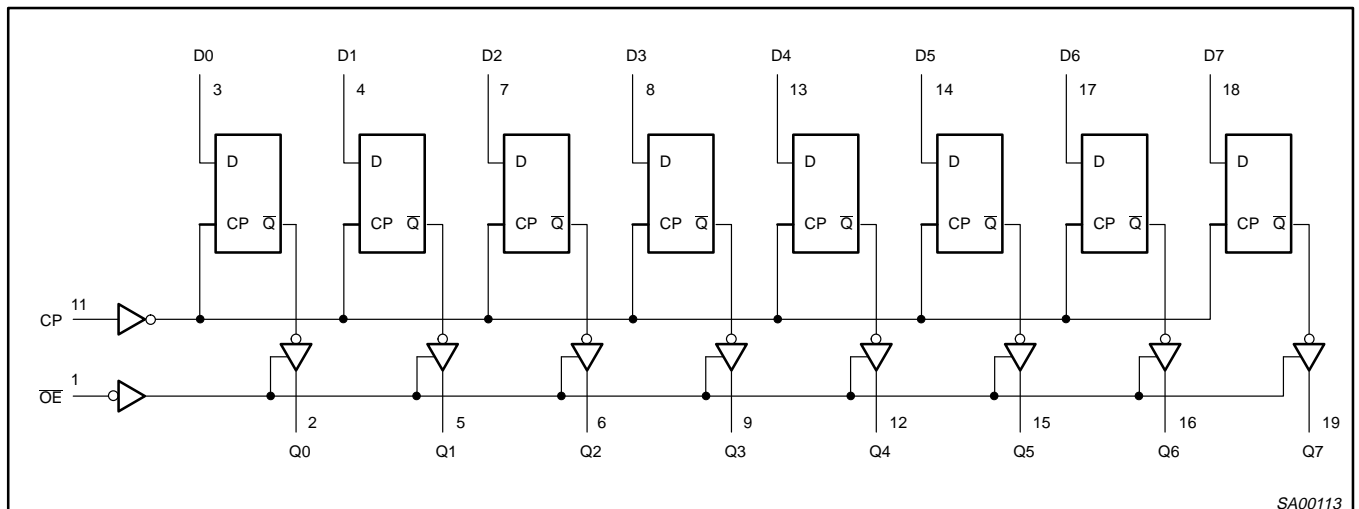 D0 D1 D2 D3 D4 D5 D6 D7
3 4 7 8 13 14 17 18
D D D D D D D D
CP Q̅ CP Q̅ CP Q̅ CP Q̅ CP Q̅ CP Q̅ CP Q̅ CP Q̅
11
CP
1
O̅E̅
2 5 6 9 12 15 16 19
Q0 Q1 Q2 Q3 Q4 Q5 Q6 Q7
SA00113